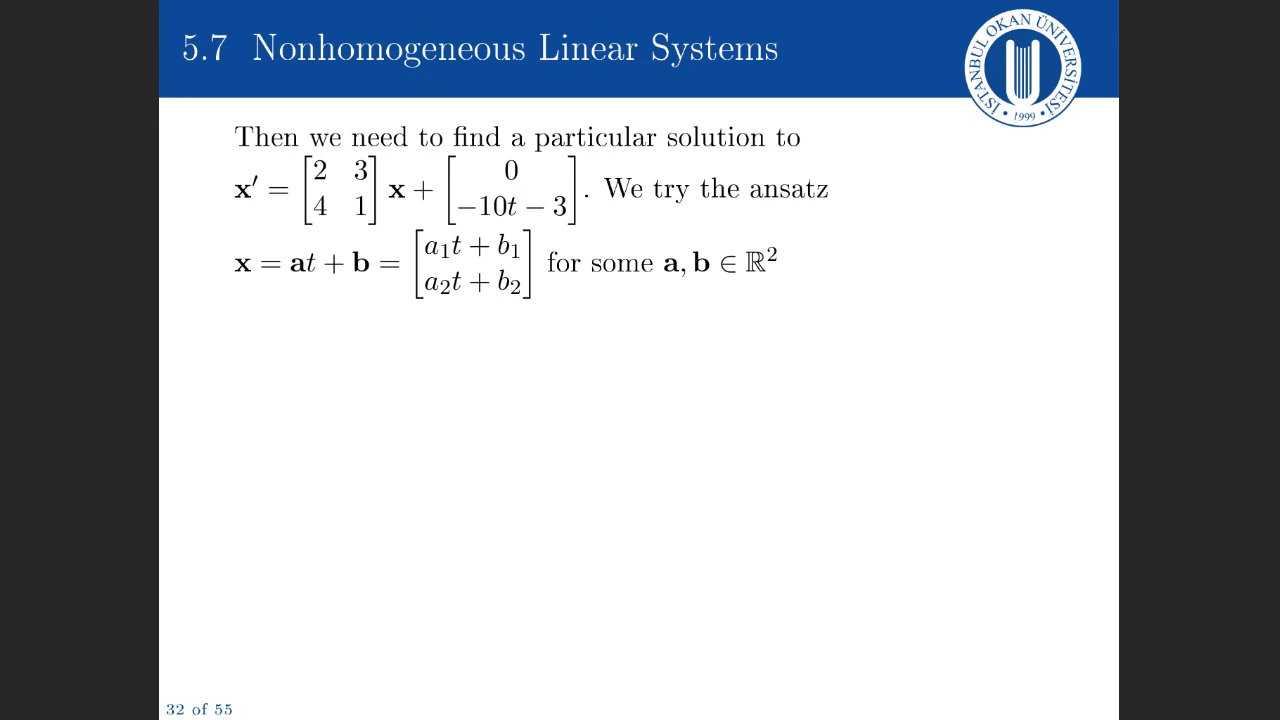 5.7 Nonhomogeneous Linear Systems
İSTANBUL OKAN ÜNİVERSİTESİ
• 1999 •
Then we need to find a particular solution to
x′ = [2 3; 4 1] x + [0; −10t − 3]. We try the ansatz
x = at + b = [a₁t + b₁; a₂t + b₂] for some a, b ∈ ℝ²
32 of 55